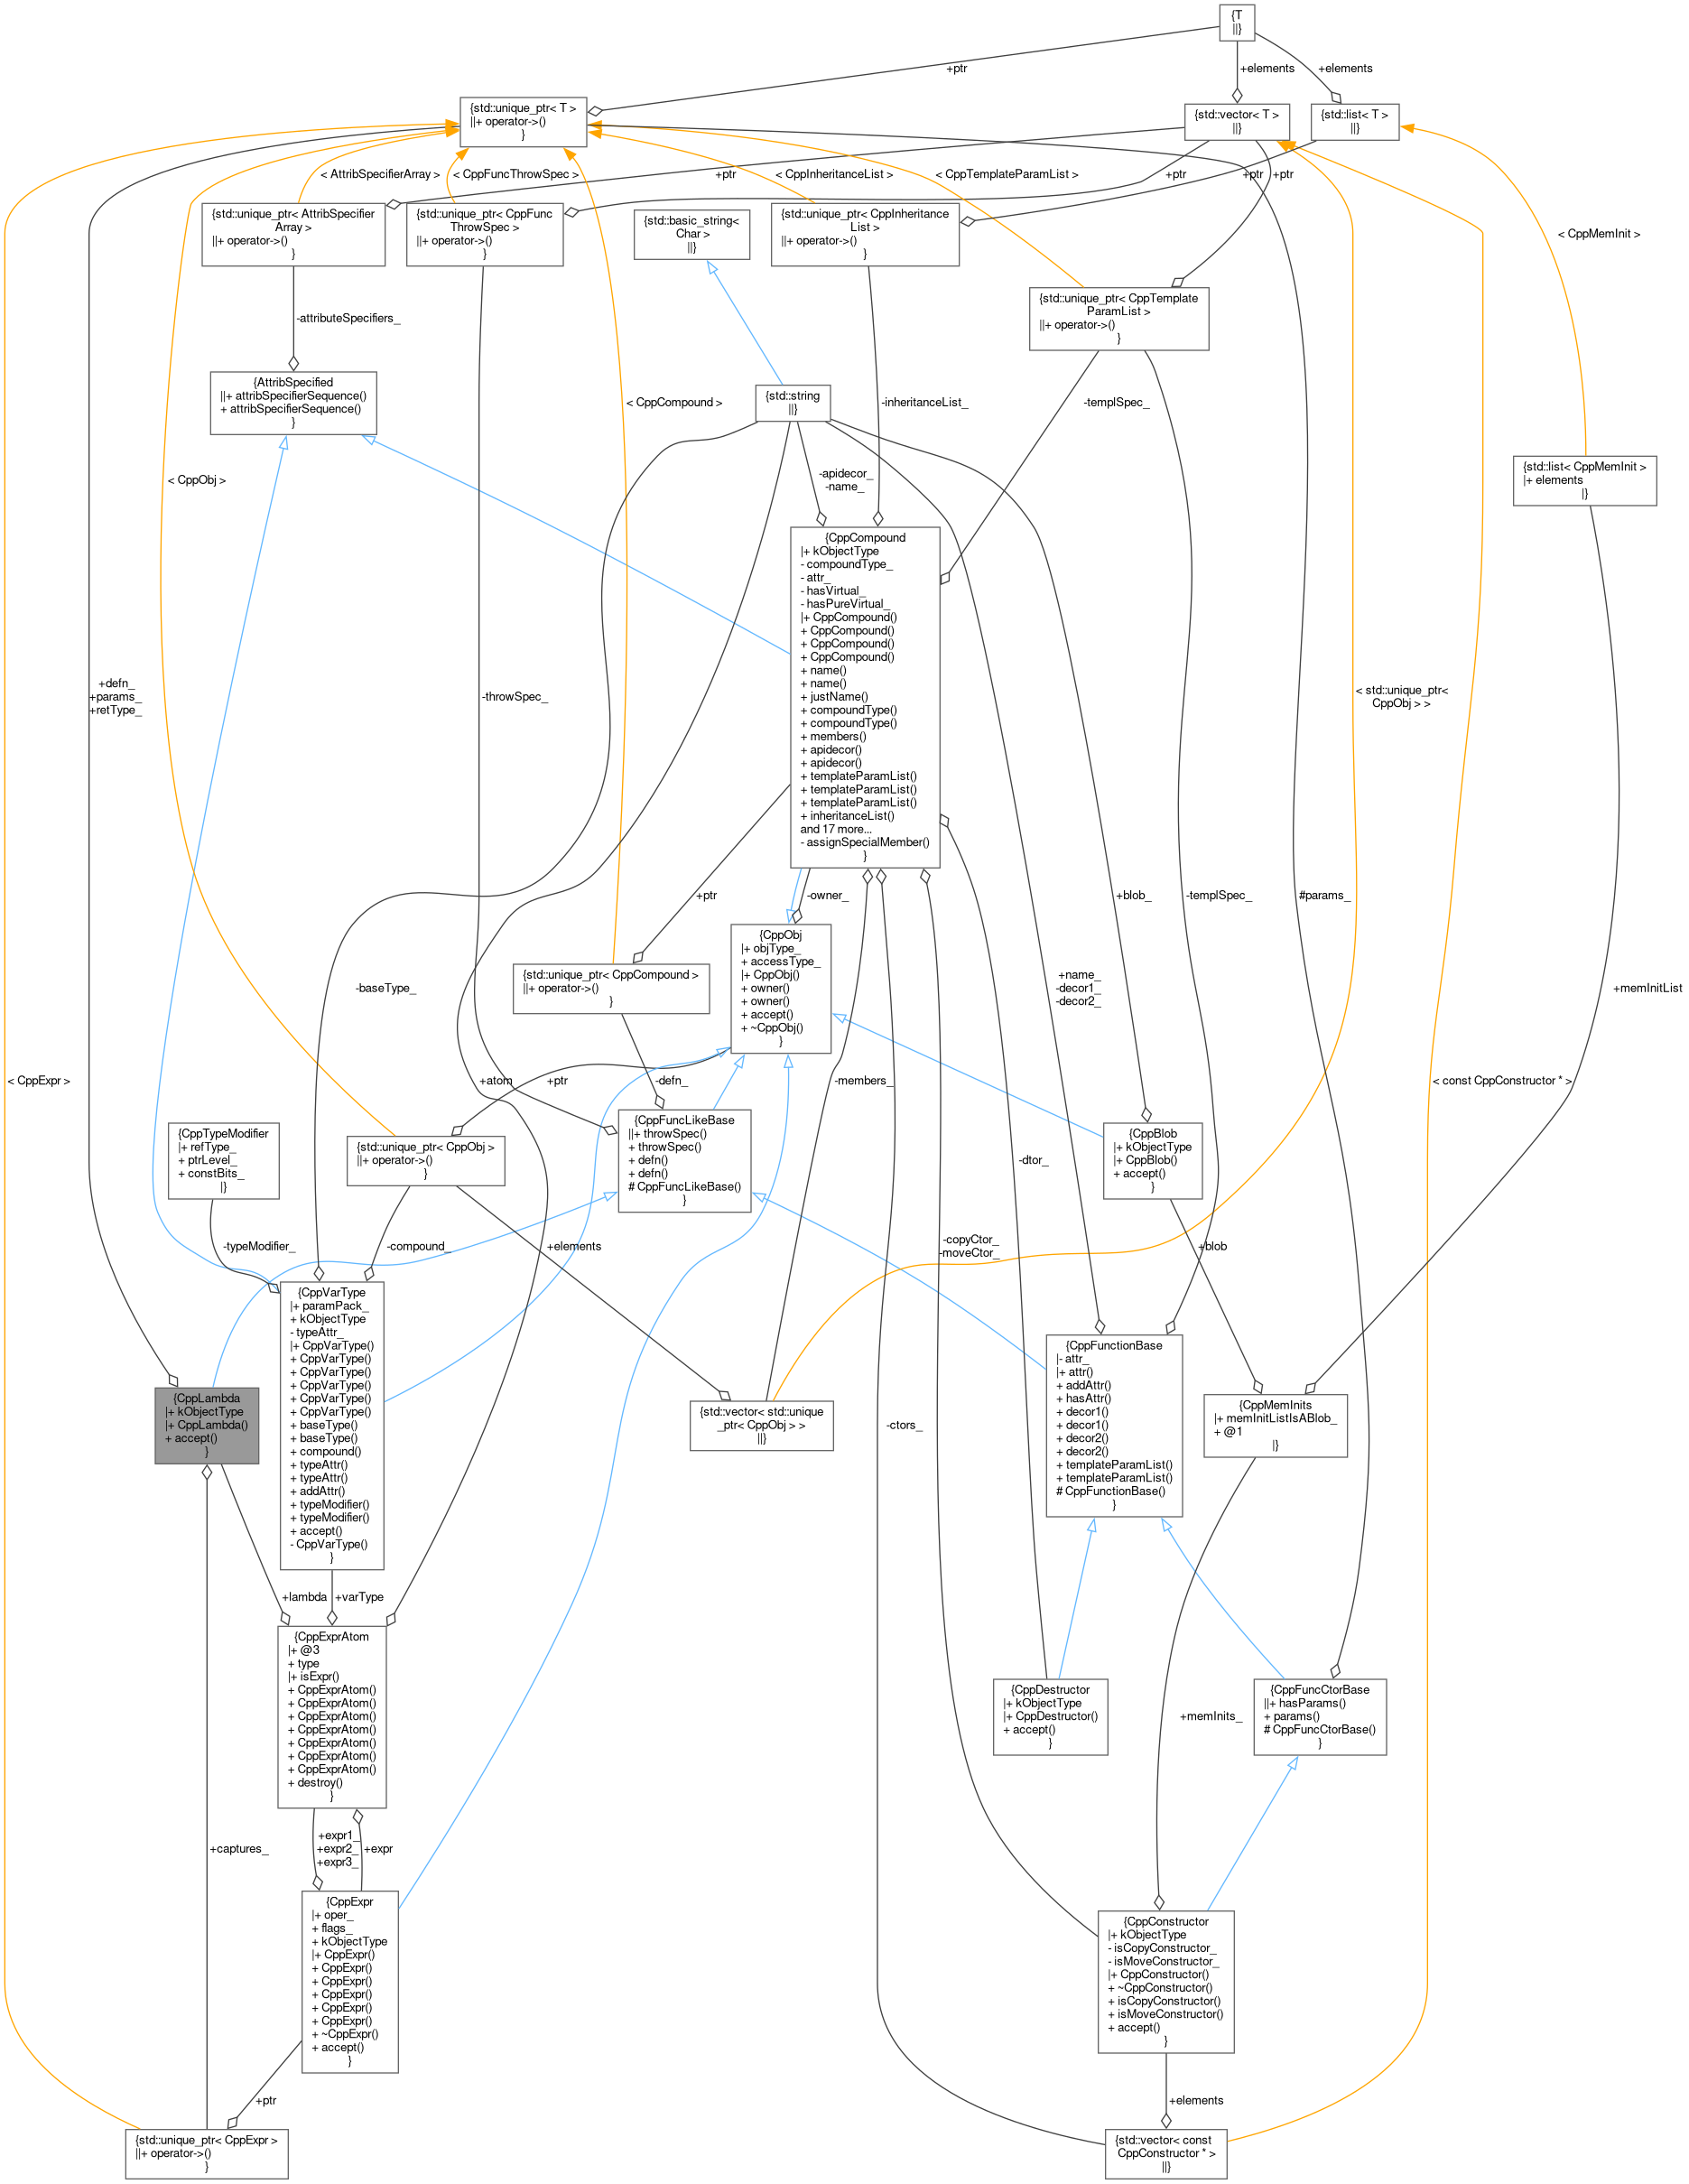 {T
||}
+ptr
+elements
+elements
{std::unique_ptr< T >
||+ operator->()
}
{std::vector< T >
||}
{std::list< T >
||}
< AttribSpecifierArray >
+ptr
< CppFuncThrowSpec >
< CppInheritanceList >
< CppTemplateParamList >
+ptr
+ptr
+ptr
{std::unique_ptr< AttribSpecifier
Array >
||+ operator->()
}
{std::unique_ptr< CppFunc
ThrowSpec >
||+ operator->()
}
{std::basic_string<
Char >
||}
{std::unique_ptr< CppInheritance
List >
||+ operator->()
}
< CppMemInit >
{std::unique_ptr< CppTemplate
ParamList >
||+ operator->()
}
-attributeSpecifiers_
{AttribSpecified
||+ attribSpecifierSequence()
+ attribSpecifierSequence()
}
< CppCompound >
{std::string
||}
-inheritanceList_
-templSpec_
< CppObj >
-apidecor_
-name_
{std::list< CppMemInit >
|+ elements
|}
{CppCompound
|+ kObjectType
- compoundType_
- attr_
- hasVirtual_
- hasPureVirtual_
|+ CppCompound()
+ CppCompound()
+ CppCompound()
+ CppCompound()
+ name()
+ name()
+ justName()
+ compoundType()
+ compoundType()
+ members()
+ apidecor()
+ apidecor()
+ templateParamList()
+ templateParamList()
+ templateParamList()
+ inheritanceList()
and 17 more...
- assignSpecialMember()
}
+defn_
+params_
+retType_
-throwSpec_
< std::unique_ptr<
CppObj > >
+ptr
-owner_
+blob_
-templSpec_
#params_
{CppObj
|+ objType_
+ accessType_
|+ CppObj()
+ owner()
+ owner()
+ accept()
+ ~CppObj()
}
{std::unique_ptr< CppCompound >
||+ operator->()
}
-baseType_
+name_
-decor1_
-decor2_
+memInitList
< CppExpr >
+atom
+ptr
-defn_
-members_
< const CppConstructor * >
{CppTypeModifier
|+ refType_
+ ptrLevel_
+ constBits_
|}
{std::unique_ptr< CppObj >
||+ operator->()
}
{CppFuncLikeBase
||+ throwSpec()
+ throwSpec()
+ defn()
+ defn()
# CppFuncLikeBase()
}
-dtor_
{CppBlob
|+ kObjectType
|+ CppBlob()
+ accept()
}
-typeModifier_
-compound_
+elements
-copyCtor_
-moveCtor_
+blob
{CppVarType
|+ paramPack_
+ kObjectType
- typeAttr_
|+ CppVarType()
+ CppVarType()
+ CppVarType()
+ CppVarType()
+ CppVarType()
+ CppVarType()
+ baseType()
+ baseType()
+ compound()
+ typeAttr()
+ typeAttr()
+ addAttr()
+ typeModifier()
+ typeModifier()
+ accept()
- CppVarType()
}
{CppLambda
|+ kObjectType
|+ CppLambda()
+ accept()
}
{std::vector< std::unique
_ptr< CppObj > >
||}
-ctors_
{CppFunctionBase
|- attr_
|+ attr()
+ addAttr()
+ hasAttr()
+ decor1()
+ decor1()
+ decor2()
+ decor2()
+ templateParamList()
+ templateParamList()
# CppFunctionBase()
}
{CppMemInits
|+ memInitListIsABlob_
+ @1
|}
+lambda
+varType
{CppExprAtom
|+ @3
+ type
|+ isExpr()
+ CppExprAtom()
+ CppExprAtom()
+ CppExprAtom()
+ CppExprAtom()
+ CppExprAtom()
+ CppExprAtom()
+ CppExprAtom()
+ destroy()
}
{CppDestructor
|+ kObjectType
|+ CppDestructor()
+ accept()
}
+memInits_
{CppFuncCtorBase
||+ hasParams()
+ params()
# CppFuncCtorBase()
}
+captures_
+expr1_
+expr2_
+expr3_
+expr
{CppExpr
|+ oper_
+ flags_
+ kObjectType
|+ CppExpr()
+ CppExpr()
+ CppExpr()
+ CppExpr()
+ CppExpr()
+ CppExpr()
+ ~CppExpr()
+ accept()
}
{CppConstructor
|+ kObjectType
- isCopyConstructor_
- isMoveConstructor_
|+ CppConstructor()
+ ~CppConstructor()
+ isCopyConstructor()
+ isMoveConstructor()
+ accept()
}
+ptr
+elements
{std::unique_ptr< CppExpr >
||+ operator->()
}
{std::vector< const
CppConstructor * >
||}